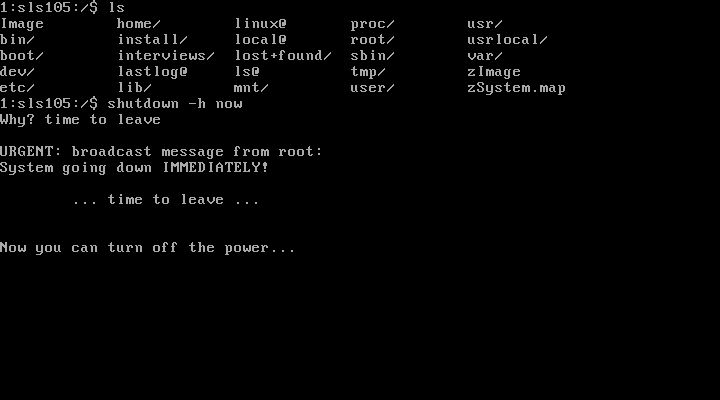 1:sls105:/$ ls
Image          home/          linux@         proc/          usr/
bin/           install/       local@         root/          usrlocal/
boot/          interviews/    lost+found/    sbin/          var/
dev/           lastlog@       ls@            tmp/           zImage
etc/           lib/           mnt/           user/          zSystem.map
1:sls105:/$ shutdown -h now
Why? time to leave
URGENT: broadcast message from root:
System going down IMMEDIATELY!
... time to leave ...
Now you can turn off the power...